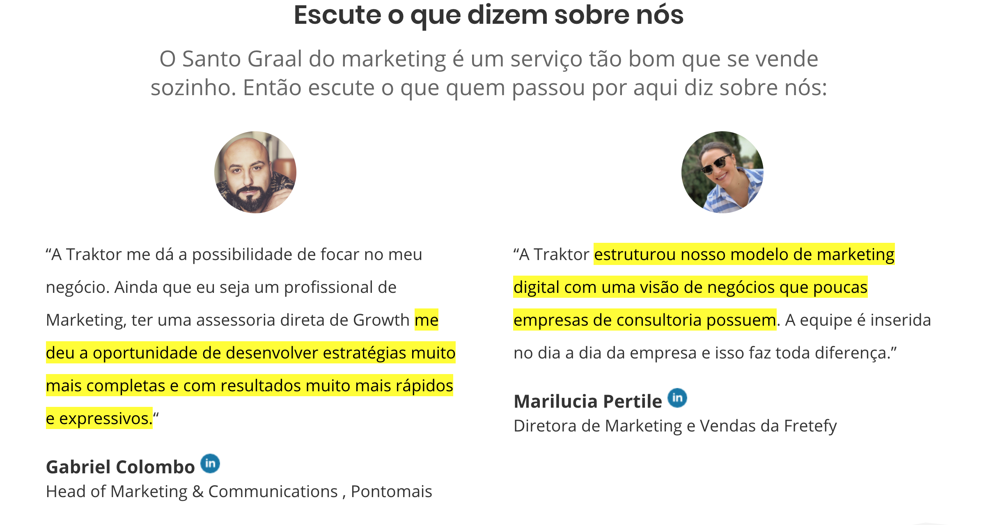 Escute o que dizem sobre nós
O Santo Graal do marketing é um serviço tão bom que se vende
sozinho. Então escute o que quem passou por aqui diz sobre nós:
“A Traktor me dá a possibilidade de focar no meu
negócio. Ainda que eu seja um profissional de
Marketing, ter uma assessoria direta de Growth me
deu a oportunidade de desenvolver estratégias muito
mais completas e com resultados muito mais rápidos
e expressivos.“
Gabriel Colombo in
Head of Marketing & Communications , Pontomais
“A Traktor estruturou nosso modelo de marketing
digital com uma visão de negócios que poucas
empresas de consultoria possuem. A equipe é inserida
no dia a dia da empresa e isso faz toda diferença.”
Marilucia Pertile in
Diretora de Marketing e Vendas da Fretefy